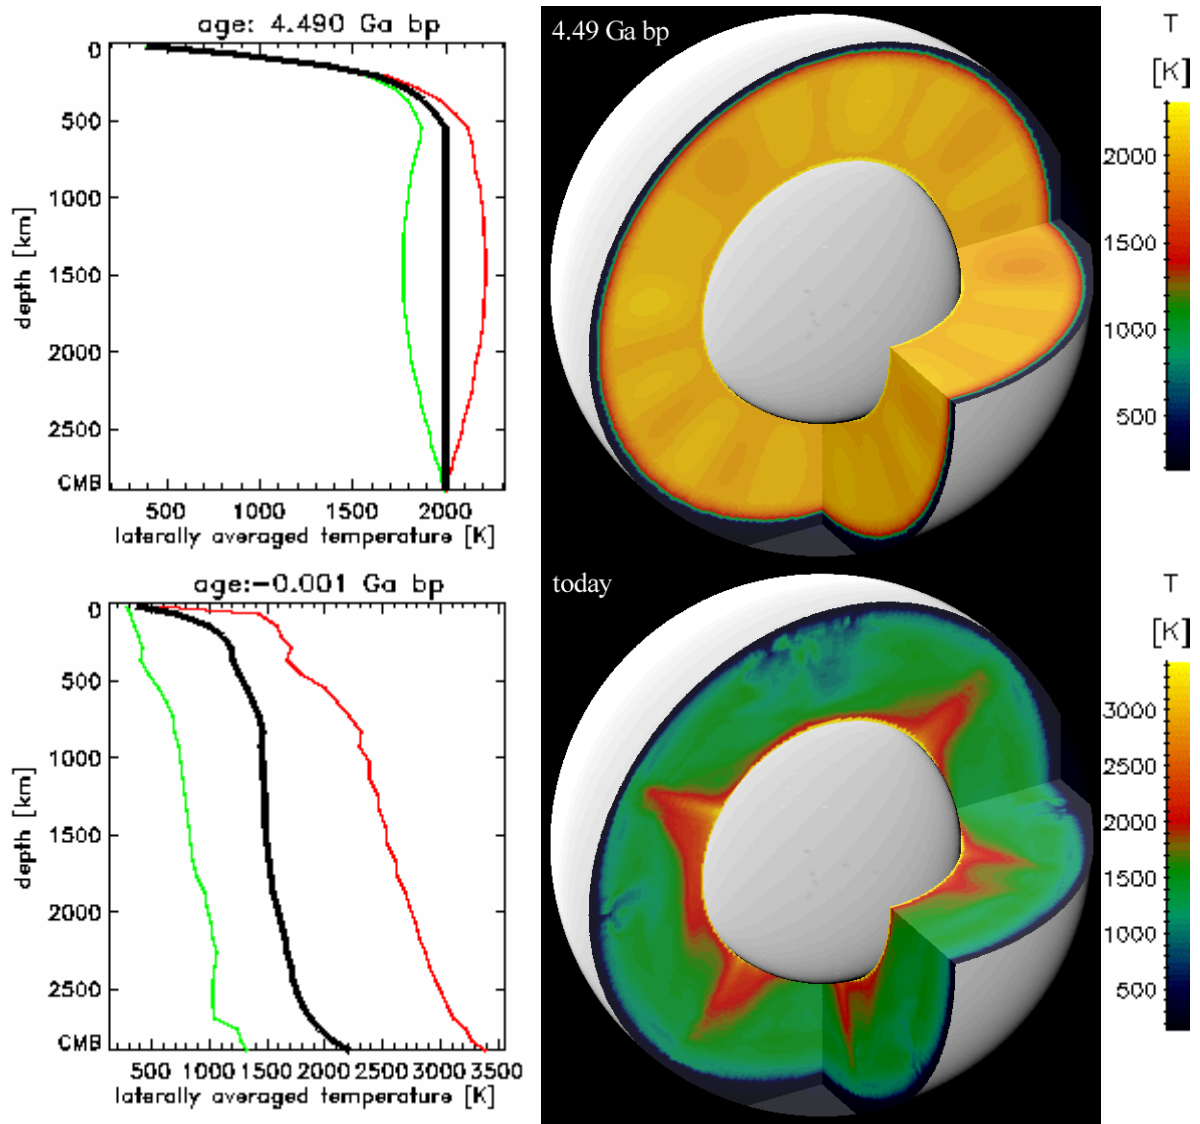 age: 4.490 Ga bp
0
500
1000
1500
2000
2500
CMB
depth [km]
500 1000 1500 2000
laterally averaged temperature [K]
4.49 Ga bp
T
[K]
2000
1500
1000
500
age:-0.001 Ga bp
0
500
1000
1500
2000
2500
CMB
depth [km]
500 1000 1500 2000 2500 3000 3500
laterally averaged temperature [K]
today
T
[K]
3000
2500
2000
1500
1000
500